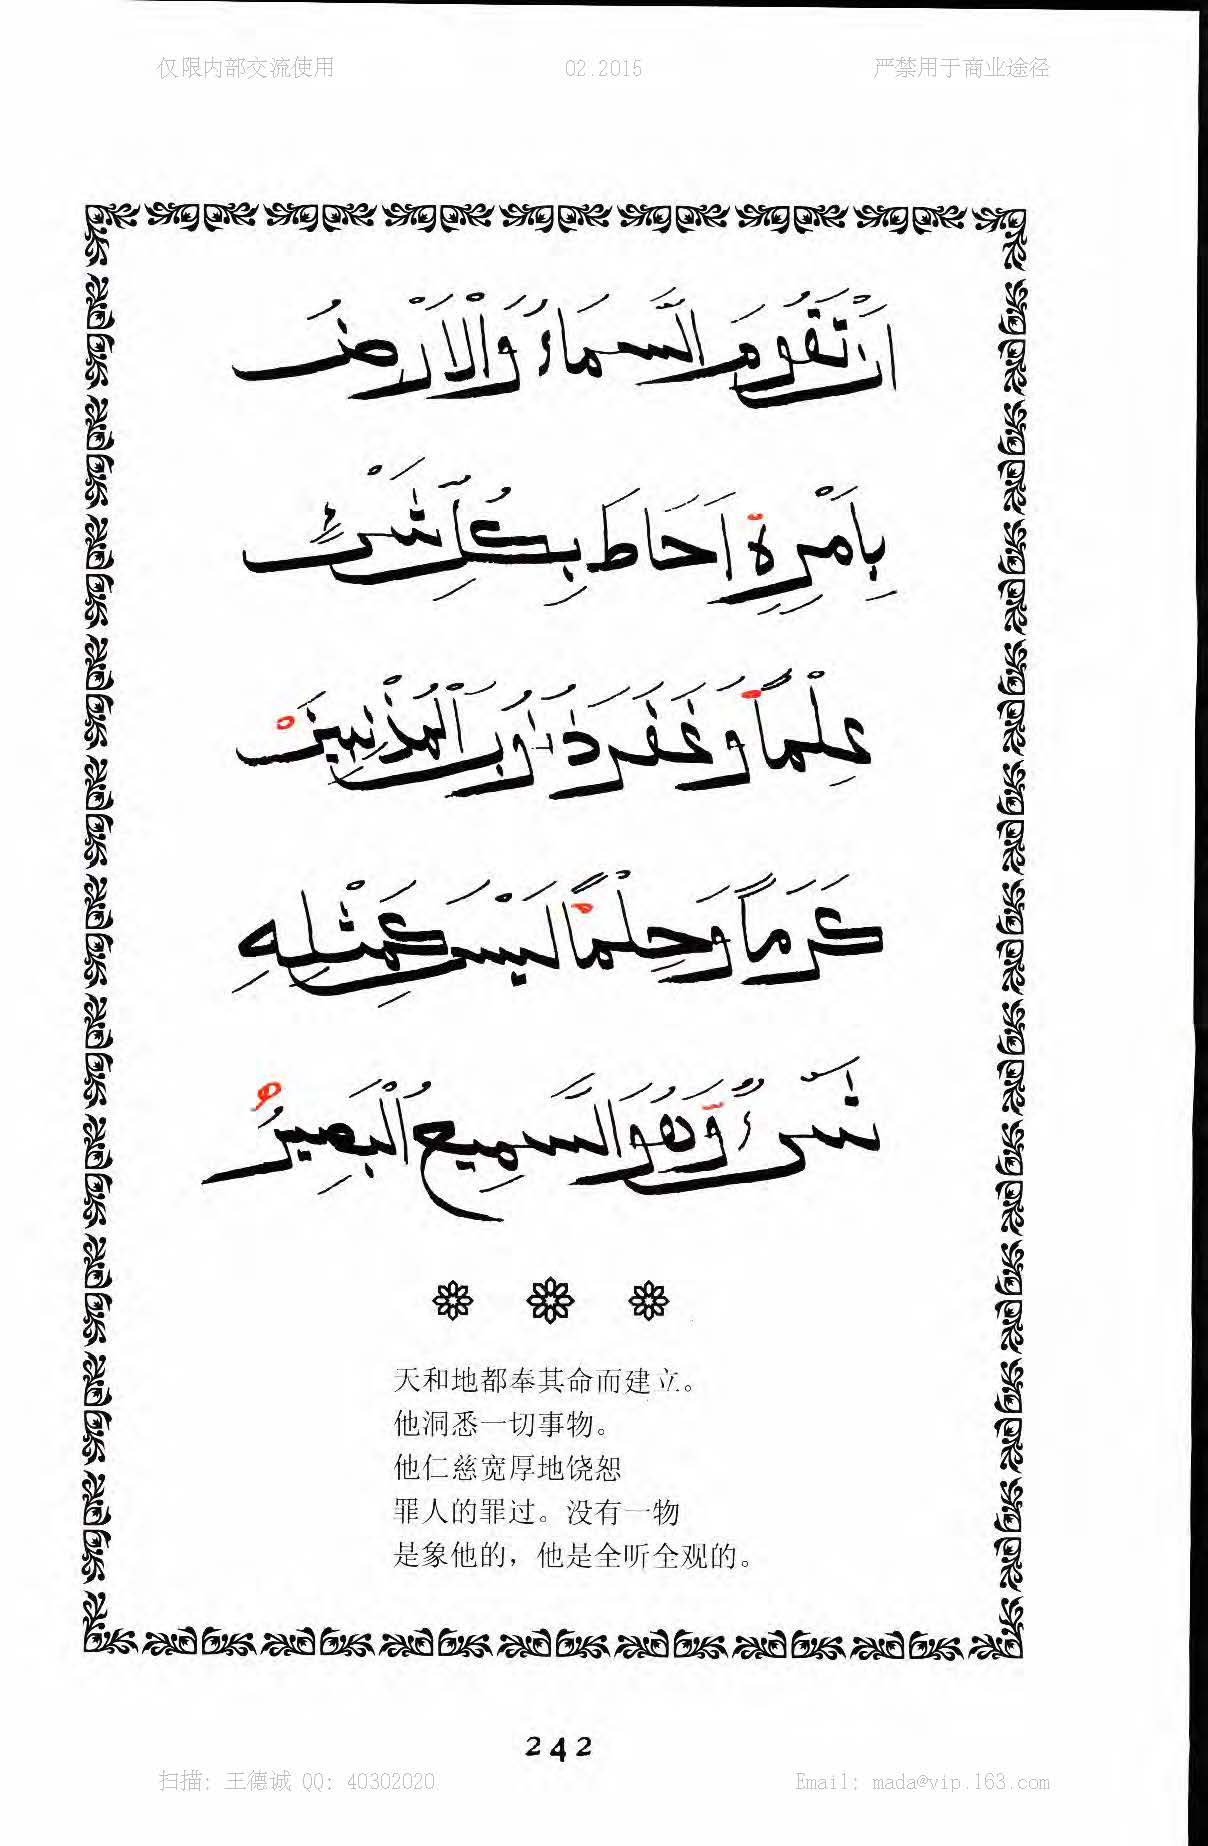 仅限内部交流使用 02.2015 严禁用于商业途径
اَنْ تَقُومَ السَّمَاءُ وَالْاَرْضُ
بِاَمْرِهٖ اَحَاطَ بِكُلِّ شَيْءٍ
عِلْمًا وَغَفَرَ ذُنُوبَ الْمُذْنِبِينَ
كَرَمًا وَحِلْمًا لَيْسَ كَمِثْلِهِ
شَيْءٌ وَهُوَ السَّمِيعُ الْبَصِيرُ
天和地都奉其命而建立。
他洞悉一切事物。
他仁慈宽厚地饶恕
罪人的罪过。没有一物
是象他的，他是全听全观的。
242
扫描: 王德诚 QQ: 40302020 Email: mada@vip.163.com